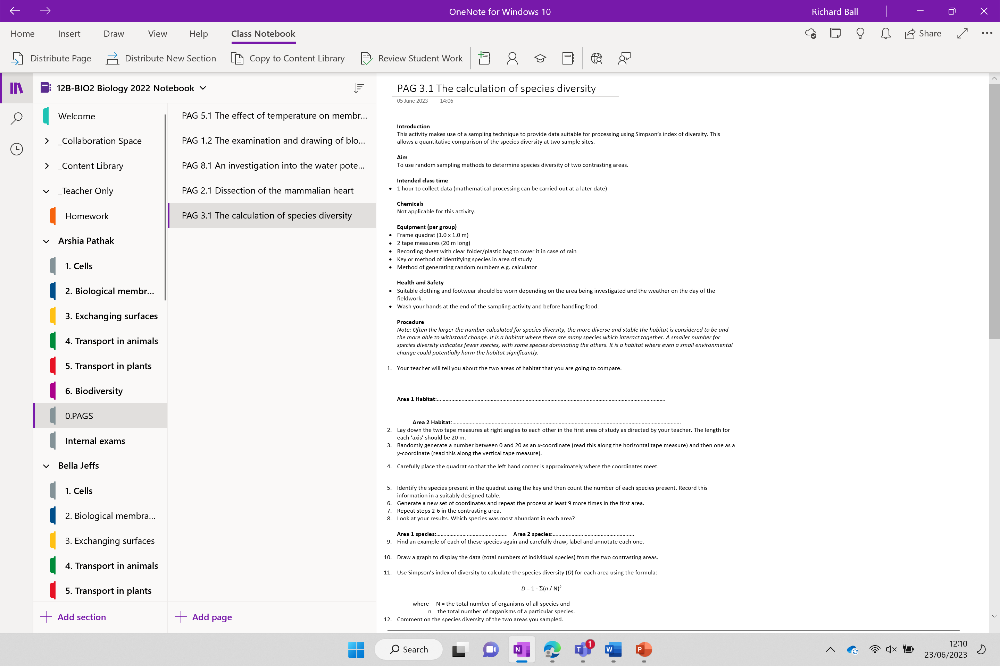 OneNote for Windows 10
Richard Ball
Home Insert Draw View Help Class Notebook
Share
Distribute Page Distribute New Section Copy to Content Library Review Student Work
12B-BIO2 Biology 2022 Notebook
Welcome
_Collaboration Space
_Content Library
_Teacher Only
Homework
Arshia Pathak
1. Cells
2. Biological membr...
3. Exchanging surfaces
4. Transport in animals
5. Transport in plants
6. Biodiversity
0.PAGS
Internal exams
Bella Jeffs
1. Cells
2. Biological membra...
3. Exchanging surfaces
4. Transport in animals
5. Transport in plants
Add section
PAG 5.1 The effect of temperature on membr...
PAG 1.2 The examination and drawing of blo...
PAG 8.1 An investigation into the water pote...
PAG 2.1 Dissection of the mammalian heart
PAG 3.1 The calculation of species diversity
Add page
PAG 3.1 The calculation of species diversity
05 June 2023 14:06
Introduction
This activity makes use of a sampling technique to provide data suitable for processing using Simpson's index of diversity. This
allows a quantitative comparison of the species diversity at two sample sites.
Aim
To use random sampling methods to determine species diversity of two contrasting areas.
Intended class time
• 1 hour to collect data (mathematical processing can be carried out at a later date)
Chemicals
Not applicable for this activity.
Equipment (per group)
• Frame quadrat (1.0 x 1.0 m)
• 2 tape measures (20 m long)
• Recording sheet with clear folder/plastic bag to cover it in case of rain
• Key or method of identifying species in area of study
• Method of generating random numbers e.g. calculator
Health and Safety
• Suitable clothing and footwear should be worn depending on the area being investigated and the weather on the day of the
fieldwork.
• Wash your hands at the end of the sampling activity and before handling food.
Procedure
Note: Often the larger the number calculated for species diversity, the more diverse and stable the habitat is considered to be and
the more able to withstand change. It is a habitat where there are many species which interact together. A smaller number for
species diversity indicates fewer species, with some species dominating the others. It is a habitat where even a small environmental
change could potentially harm the habitat significantly.
1. Your teacher will tell you about the two areas of habitat that you are going to compare.
Area 1 Habitat:....................................................................
Area 2 Habitat:....................................................................
2. Lay down the two tape measures at right angles to each other in the first area of study as directed by your teacher. The length for
each 'axis' should be 20 m.
3. Randomly generate a number between 0 and 20 as an x-coordinate (read this along the horizontal tape measure) and then one as a
y-coordinate (read this along the vertical tape measure).
4. Carefully place the quadrat so that the left hand corner is approximately where the coordinates meet.
5. Identify the species present in the quadrat using the key and then count the number of each species present. Record this
information in a suitably designed table.
6. Generate a new set of coordinates and repeat the process at least 9 more times in the first area.
7. Repeat steps 2-6 in the contrasting area.
8. Look at your results. Which species was most abundant in each area?
Area 1 species:............................ Area 2 species:................................
9. Find an example of each of these species again and carefully draw, label and annotate each one.
10. Draw a graph to display the data (total numbers of individual species) from the two contrasting areas.
11. Use Simpson's index of diversity to calculate the species diversity (D) for each area using the formula:
D = 1 - Σ(n / N)²
where N = the total number of organisms of all species and
n = the total number of organisms of a particular species.
12. Comment on the species diversity of the two areas you sampled.
Search
N
T 1
W
P
12:10
23/06/2023